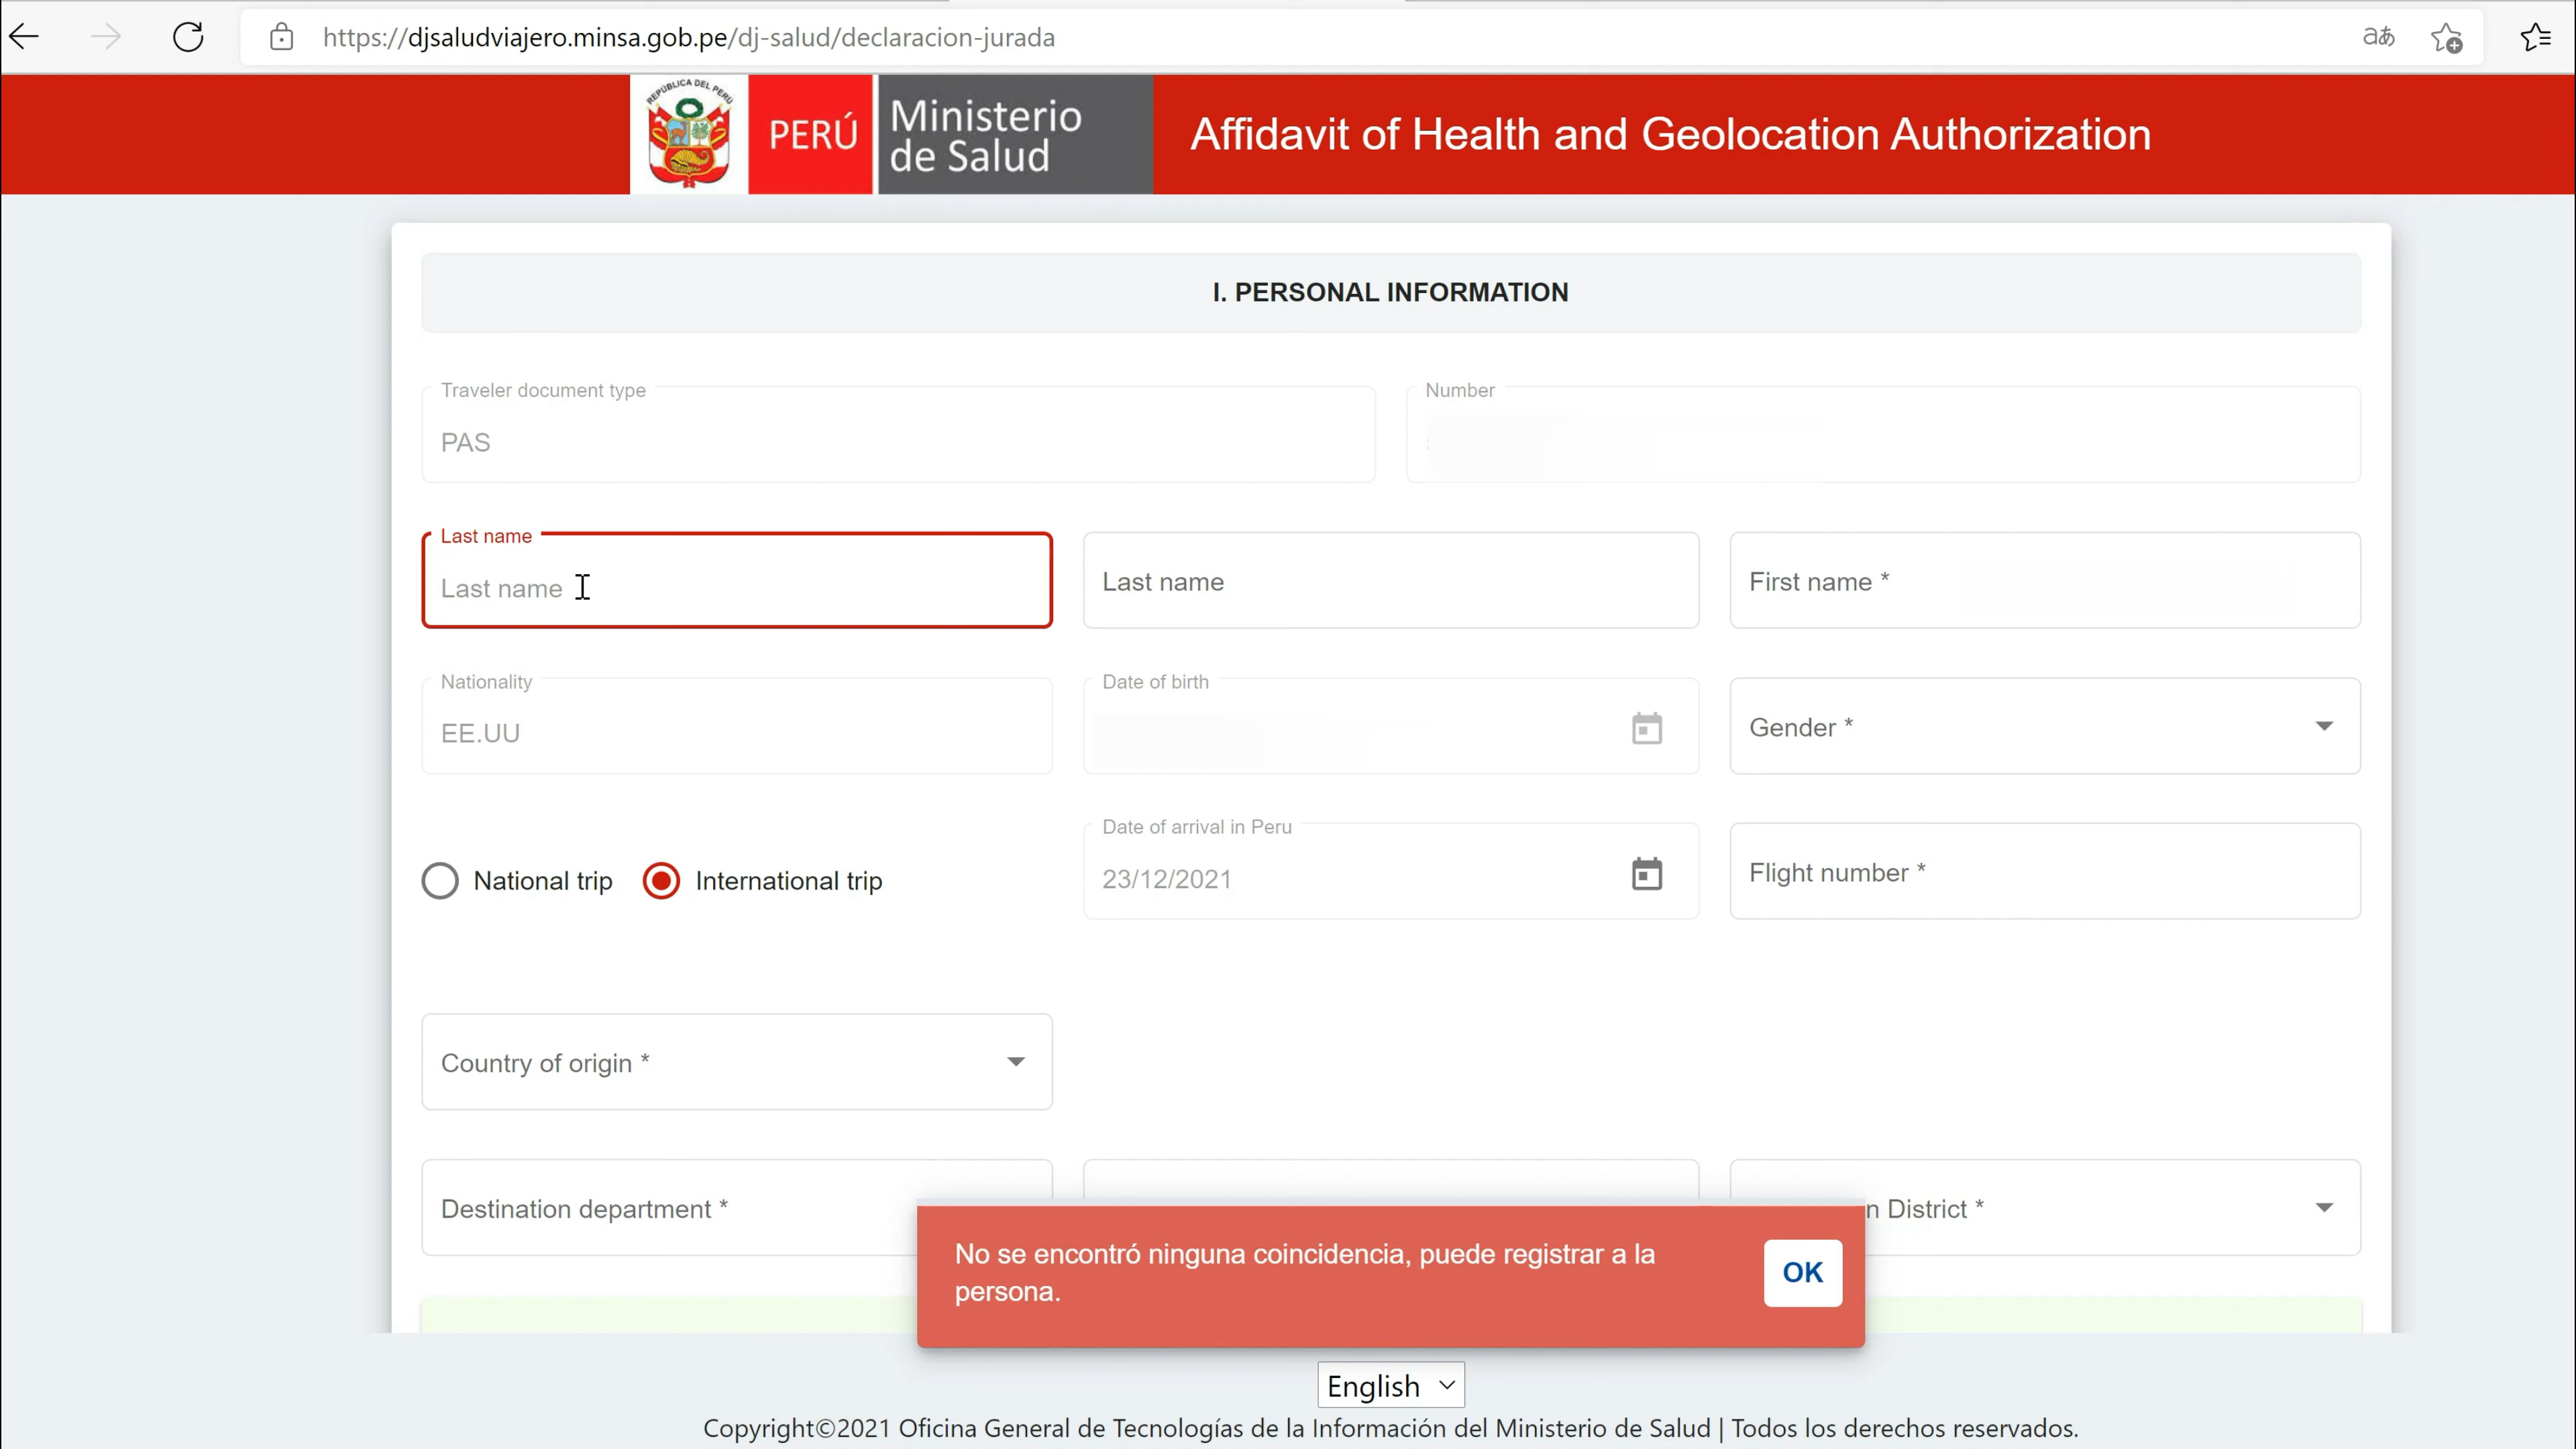 https://djsaludviajero.minsa.gob.pe/dj-salud/declaracion-jurada
aあ
REPÚBLICA DEL PERÚ
PERÚ
Ministerio
de Salud
Affidavit of Health and Geolocation Authorization
I. PERSONAL INFORMATION
Traveler document type
Number
PAS
Last name
Last name
Last name
First name *
Nationality
Date of birth
EE.UU
Gender *
Date of arrival in Peru
National trip
International trip
23/12/2021
Flight number *
Country of origin *
Destination department *
n District *
No se encontró ninguna coincidencia, puede registrar a la
persona.
OK
English
Copyright©2021 Oficina General de Tecnologías de la Información del Ministerio de Salud | Todos los derechos reservados.